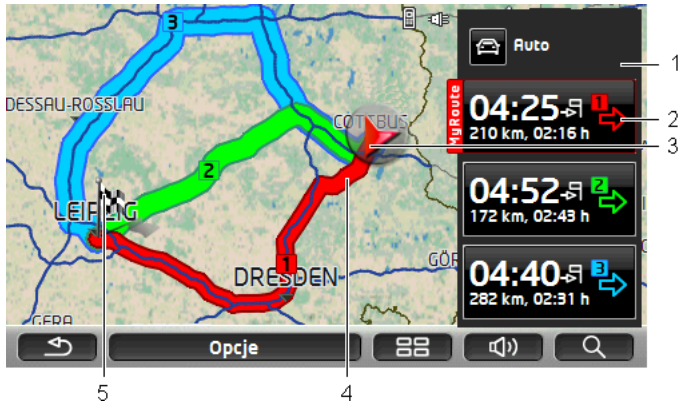 3
Auto
1
DESSAU-ROSSLAU
COTTBUS
MyRoute
04:25
1
210 km, 02:16 h
2
3
2
04:52
2
172 km, 02:43 h
LEIPZIG
04:40
3
282 km, 02:31 h
1
DRESDEN
GÖR
GERA
Opcje
5
4